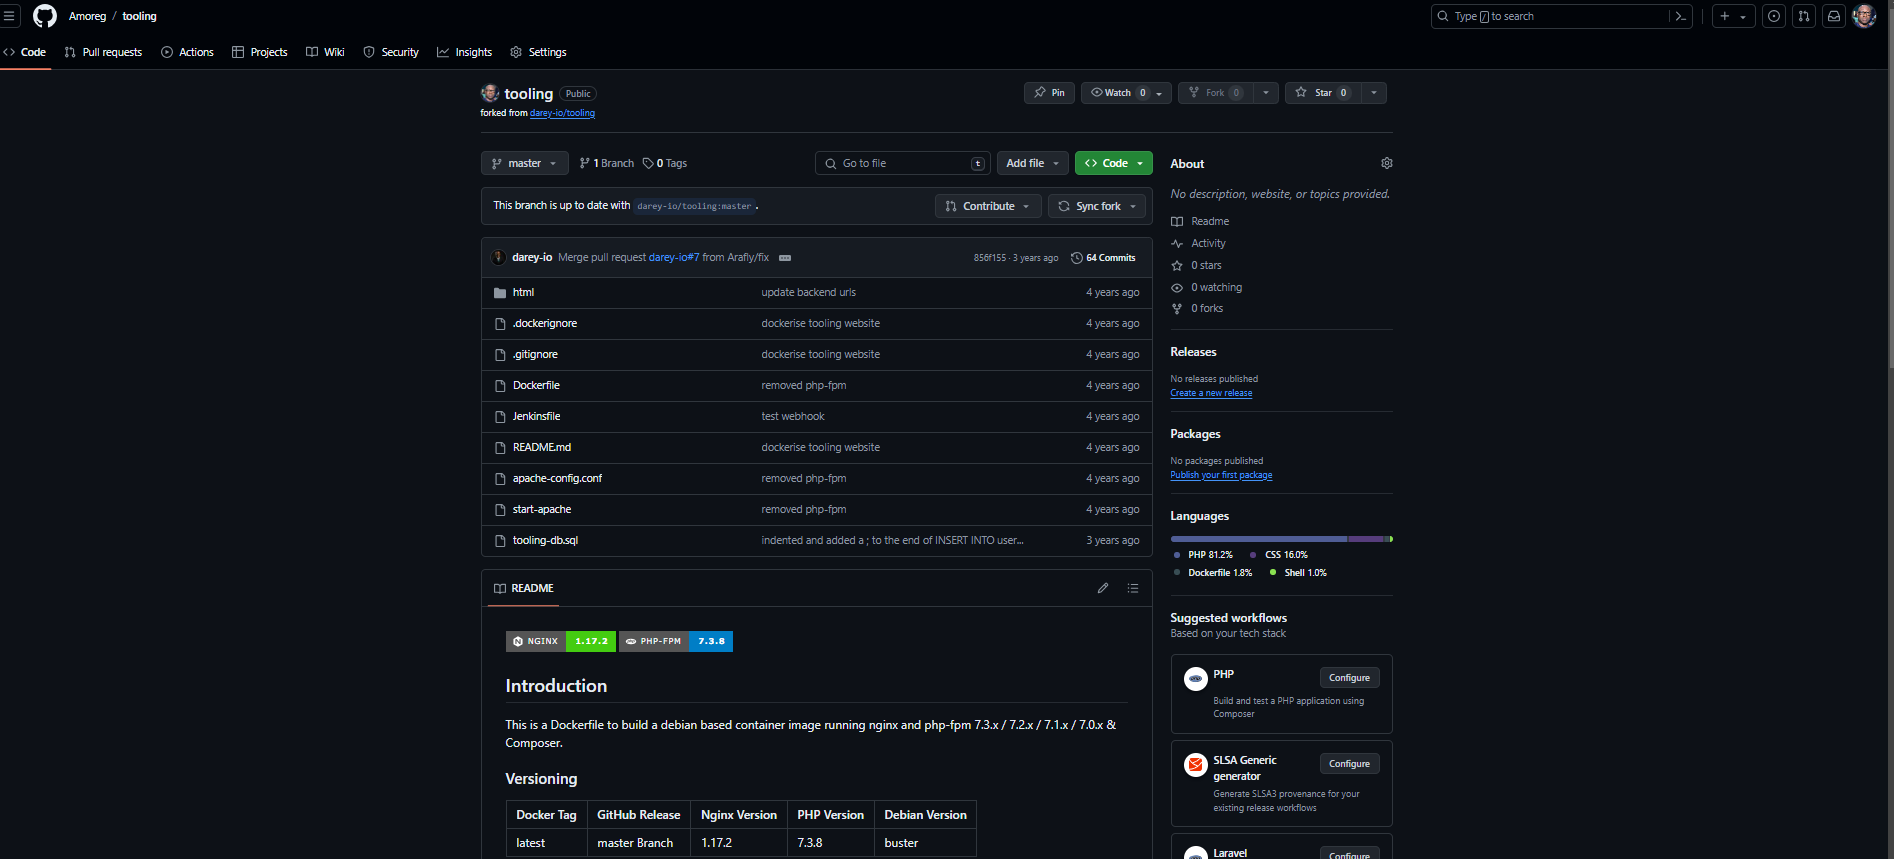 Amoreg / tooling
Type / to search
Code
Pull requests
Actions
Projects
Wiki
Security
Insights
Settings
tooling Public
forked from darey-io/tooling
Pin
Watch 0
Fork 0
Star 0
master
1 Branch
0 Tags
Go to file t
Add file
Code
This branch is up to date with darey-io/tooling:master .
Contribute
Sync fork
darey-io Merge pull request darey-io#7 from Arafly/fix 856f155 · 3 years ago 64 Commits
html update backend urls 4 years ago
.dockerignore dockerise tooling website 4 years ago
.gitignore dockerise tooling website 4 years ago
Dockerfile removed php-fpm 4 years ago
Jenkinsfile test webhook 4 years ago
README.md dockerise tooling website 4 years ago
apache-config.conf removed php-fpm 4 years ago
start-apache removed php-fpm 4 years ago
tooling-db.sql indented and added a ; to the end of INSERT INTO user... 3 years ago
README
NGINX 1.17.2 PHP-FPM 7.3.8
Introduction
This is a Dockerfile to build a debian based container image running nginx and php-fpm 7.3.x / 7.2.x / 7.1.x / 7.0.x &
Composer.
Versioning
Docker Tag GitHub Release Nginx Version PHP Version Debian Version
latest master Branch 1.17.2 7.3.8 buster
About
No description, website, or topics provided.
Readme
Activity
0 stars
0 watching
0 forks
Releases
No releases published
Create a new release
Packages
No packages published
Publish your first package
Languages
PHP 81.2% CSS 16.0%
Dockerfile 1.8% Shell 1.0%
Suggested workflows
Based on your tech stack
PHP Configure
Build and test a PHP application using
Composer
SLSA Generic
generator
Configure
Generate SLSA3 provenance for your
existing release workflows
Laravel Configure